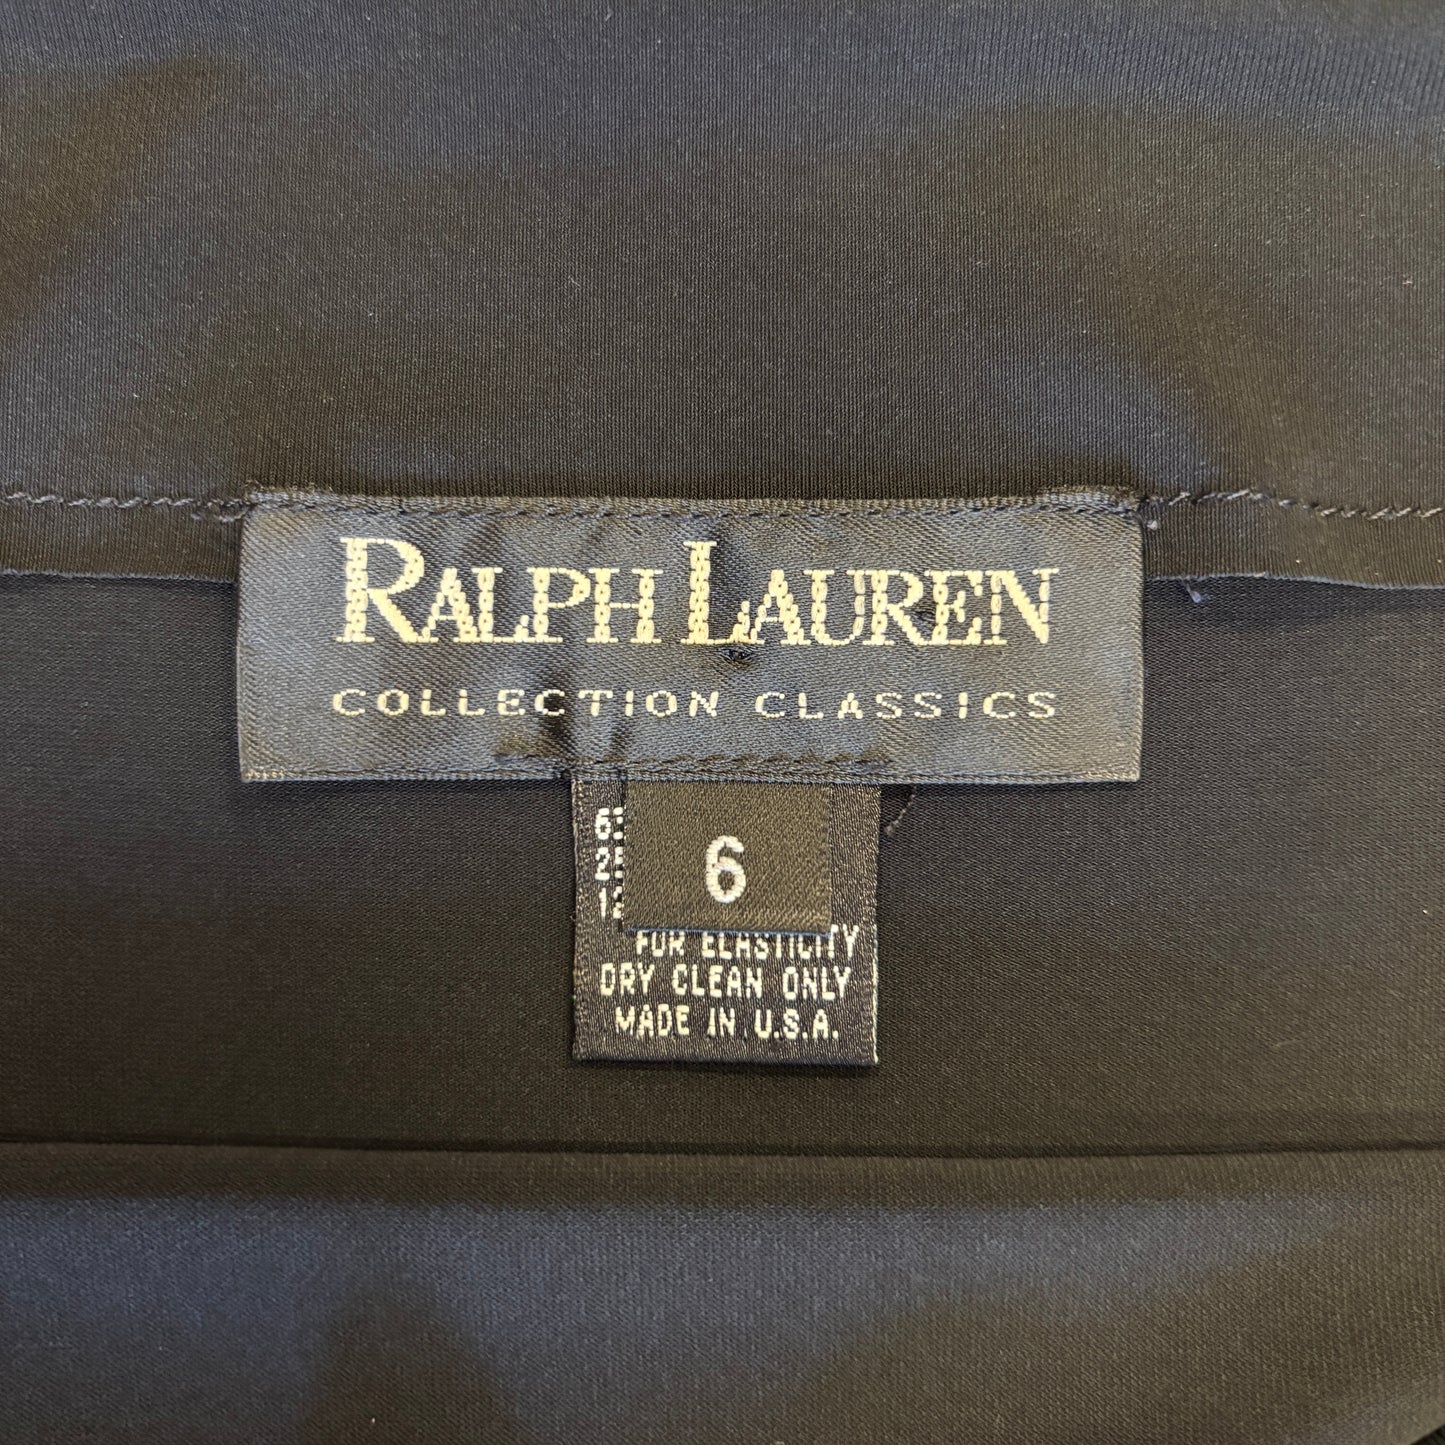 RALPH LAUREN
COLLECTION CLASSICS
6
FOR ELASTICITY
DRY CLEAN ONLY
MADE IN U.S.A.